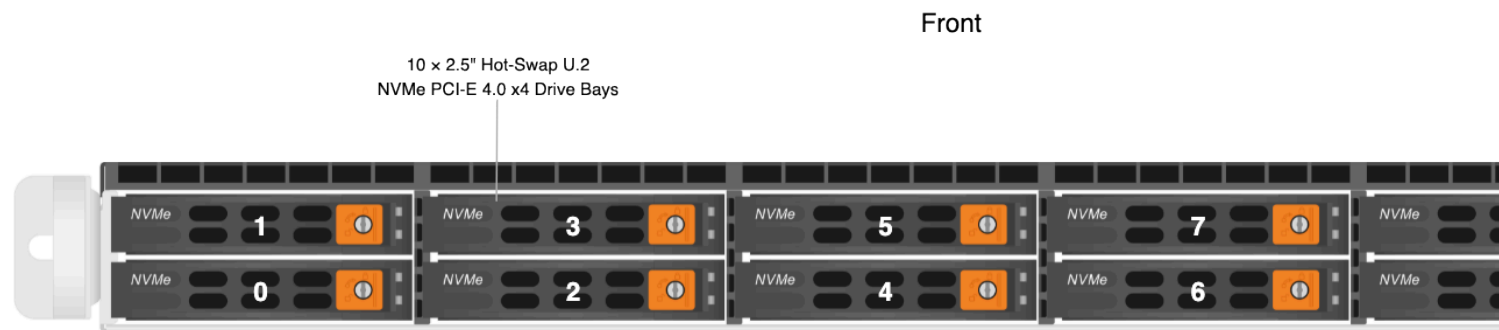 Front
10 × 2.5" Hot-Swap U.2
NVMe PCI-E 4.0 x4 Drive Bays
NVMe 1 NVMe 3 NVMe 5 NVMe 7 NVMe
NVMe 0 NVMe 2 NVMe 4 NVMe 6 NVMe